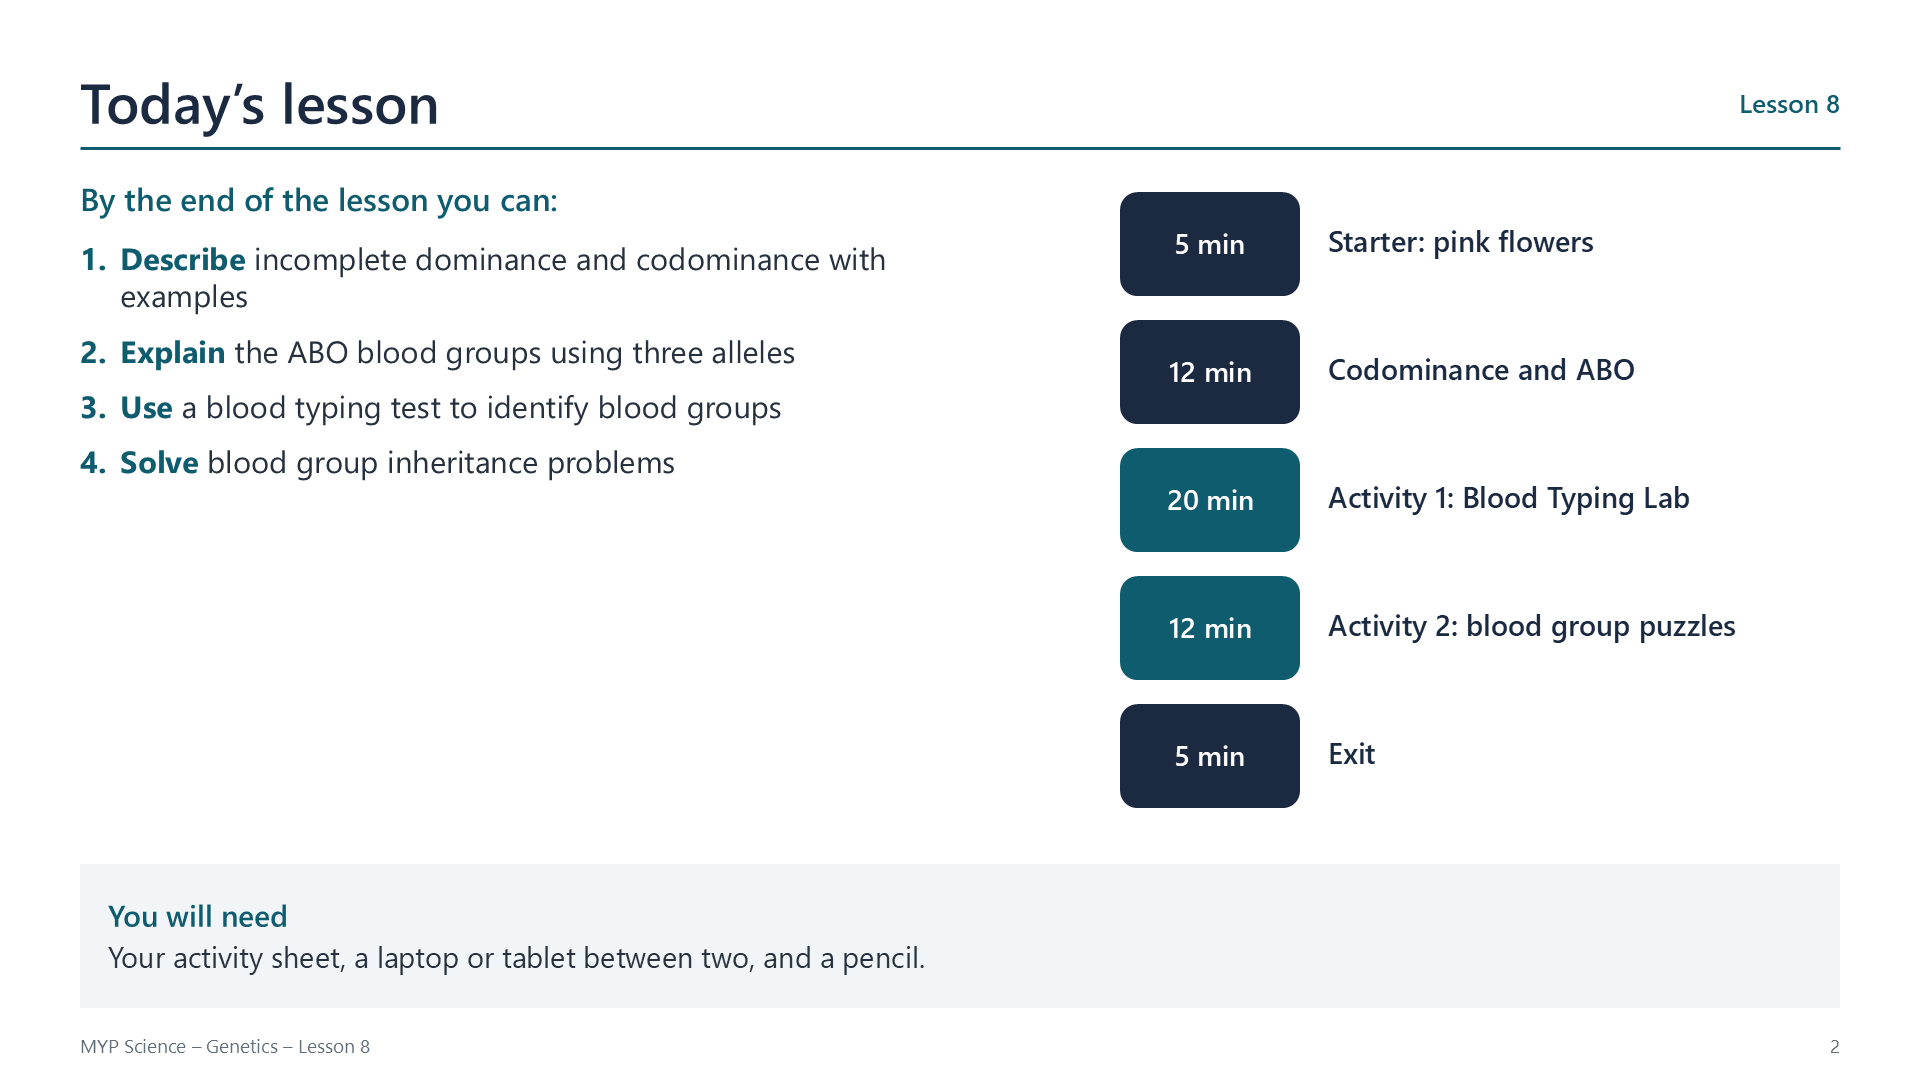 Today’s lesson
Lesson 8
By the end of the lesson you can:
1. Describe incomplete dominance and codominance with
examples
2. Explain the ABO blood groups using three alleles
3. Use a blood typing test to identify blood groups
4. Solve blood group inheritance problems
5 min
Starter: pink flowers
12 min
Codominance and ABO
20 min
Activity 1: Blood Typing Lab
12 min
Activity 2: blood group puzzles
5 min
Exit
You will need
Your activity sheet, a laptop or tablet between two, and a pencil.
MYP Science – Genetics – Lesson 8
2